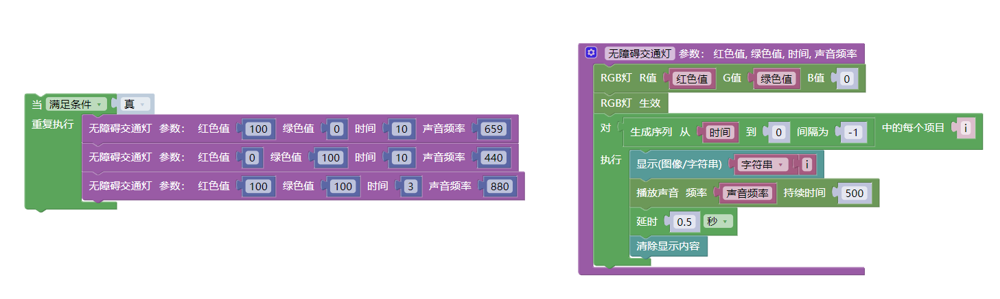 当 满足条件 真
重复执行
无障碍交通灯 参数： 红色值 100 绿色值 0 时间 10 声音频率 659
无障碍交通灯 参数： 红色值 0 绿色值 100 时间 10 声音频率 440
无障碍交通灯 参数： 红色值 100 绿色值 100 时间 3 声音频率 880
无障碍交通灯 参数： 红色值, 绿色值, 时间, 声音频率
RGB灯 R值 红色值 G值 绿色值 B值 0
RGB灯 生效
对 生成序列 从 时间 到 0 间隔为 -1 中的每个项目 i
执行
显示(图像/字符串) 字符串 i
播放声音 频率 声音频率 持续时间 500
延时 0.5 秒
清除显示内容